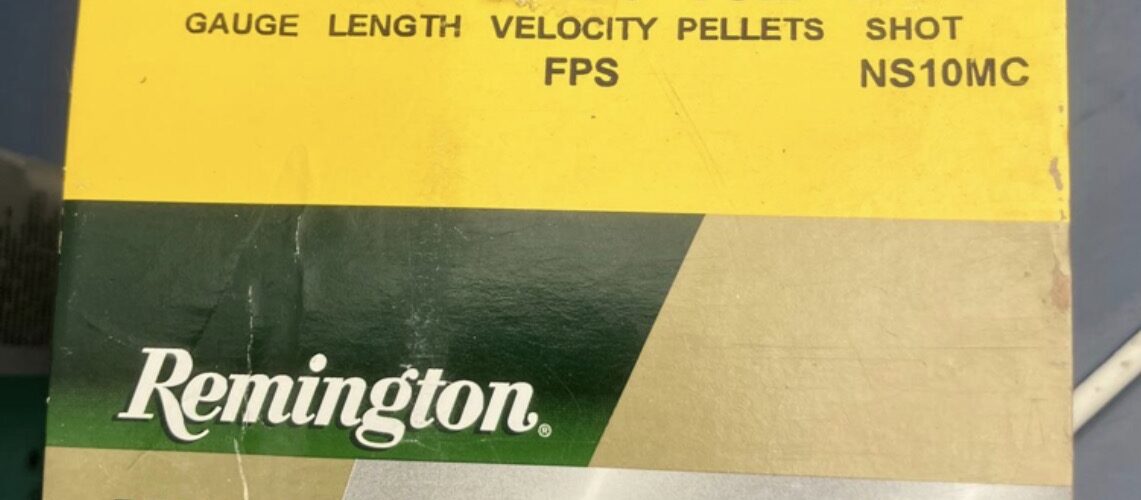 GAUGE LENGTH VELOCITY PELLETS SHOT
FPS NS10MC
Remington®